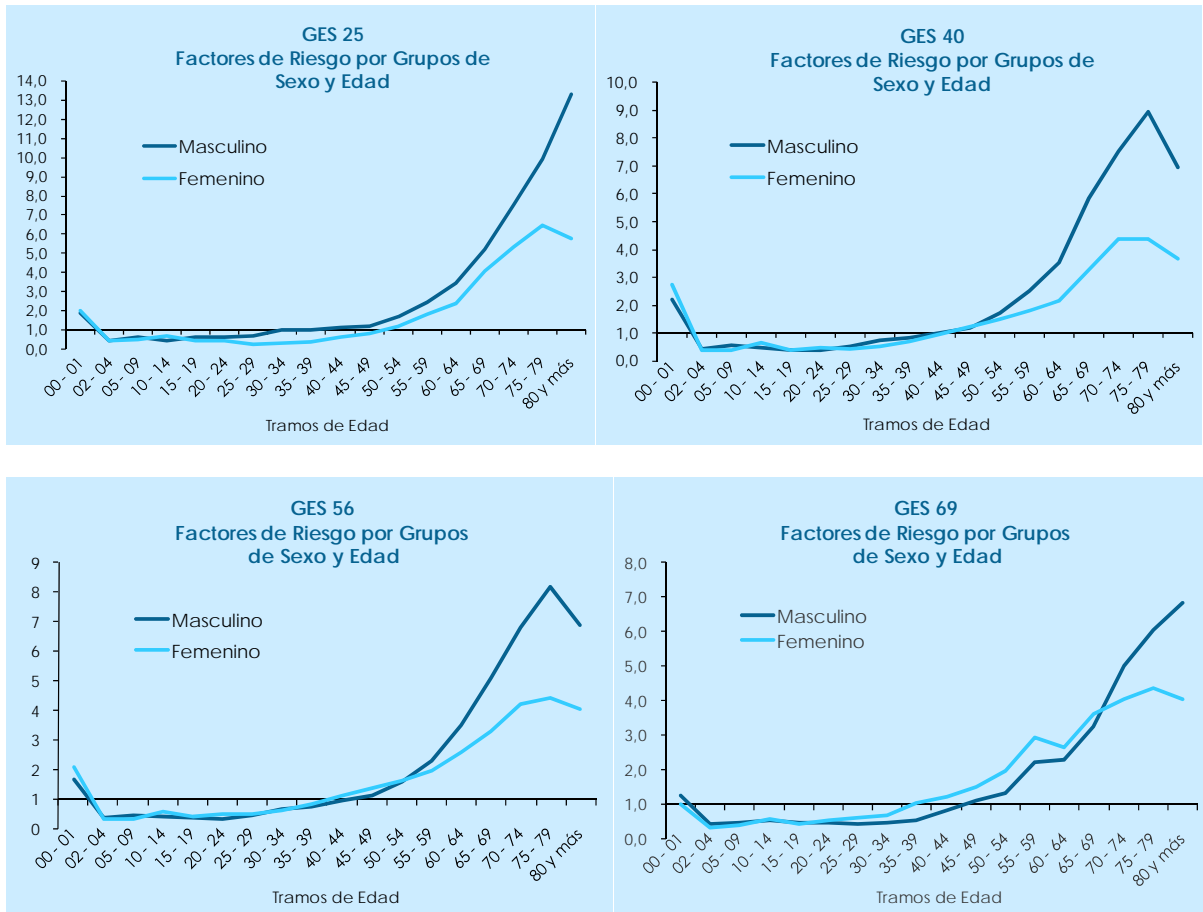 GES 25
Factores de Riesgo por Grupos de
Sexo y Edad
14,0
13,0
12,0
11,0
10,0
9,0
8,0
7,0
6,0
5,0
4,0
3,0
2,0
1,0
0,0
Masculino
Femenino
00 - 01
02 - 04
05 - 09
10 - 14
15 - 19
20 - 24
25 - 29
30 - 34
35 - 39
40 - 44
45 - 49
50 - 54
55 - 59
60 - 64
65 - 69
70 - 74
75 - 79
80 y más
Tramos de Edad
GES 40
Factores de Riesgo por Grupos de
Sexo y Edad
10,0
9,0
8,0
7,0
6,0
5,0
4,0
3,0
2,0
1,0
0,0
Masculino
Femenino
00 - 01
02 - 04
05 - 09
10 - 14
15 - 19
20 - 24
25 - 29
30 - 34
35 - 39
40 - 44
45 - 49
50 - 54
55 - 59
60 - 64
65 - 69
70 - 74
75 - 79
80 y más
Tramos de Edad
GES 56
Factores de Riesgo por Grupos
de Sexo y Edad
9
8
7
6
5
4
3
2
1
0
Masculino
Femenino
00 - 01
02 - 04
05 - 09
10 - 14
15 - 19
20 - 24
25 - 29
30 - 34
35 - 39
40 - 44
45 - 49
50 - 54
55 - 59
60 - 64
65 - 69
70 - 74
75 - 79
80 y más
Tramos de Edad
GES 69
Factores de Riesgo por Grupos
de Sexo y Edad
8,0
7,0
6,0
5,0
4,0
3,0
2,0
1,0
0,0
Masculino
Femenino
00 - 01
02 - 04
05 - 09
10 - 14
15 - 19
20 - 24
25 - 29
30 - 34
35 - 39
40 - 44
45 - 49
50 - 54
55 - 59
60 - 64
65 - 69
70 - 74
75 - 79
80 y más
Tramos de Edad